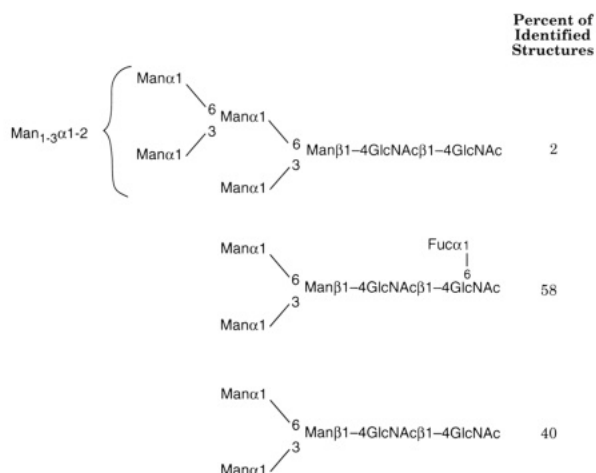 Percent of
Identified
Structures
Manα1
6
Manα1
Man1-3α1-2
3
6
Manα1
Manβ1–4GlcNAcβ1–4GlcNAc
2
3
Manα1
Manα1
Fucα1
6
6
Manβ1–4GlcNAcβ1–4GlcNAc
58
3
Manα1
Manα1
6
Manβ1–4GlcNAcβ1–4GlcNAc
40
3
Manα1